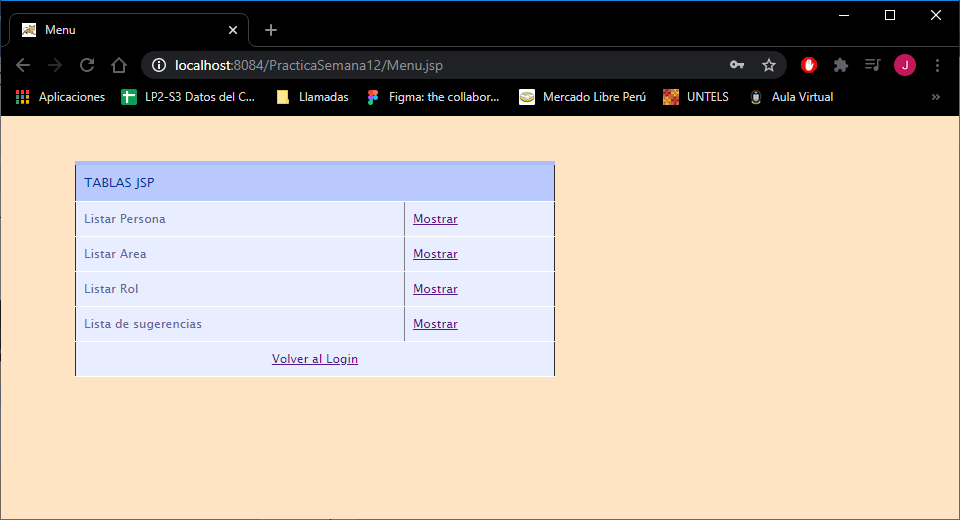 Menu
localhost:8084/PracticaSemana12/Menu.jsp
J
Aplicaciones LP2-S3 Datos del C... Llamadas Figma: the collabor... Mercado Libre Perú UNTELS Aula Virtual »
TABLAS JSP
Listar Persona Mostrar
Listar Area Mostrar
Listar Rol Mostrar
Lista de sugerencias Mostrar
Volver al Login